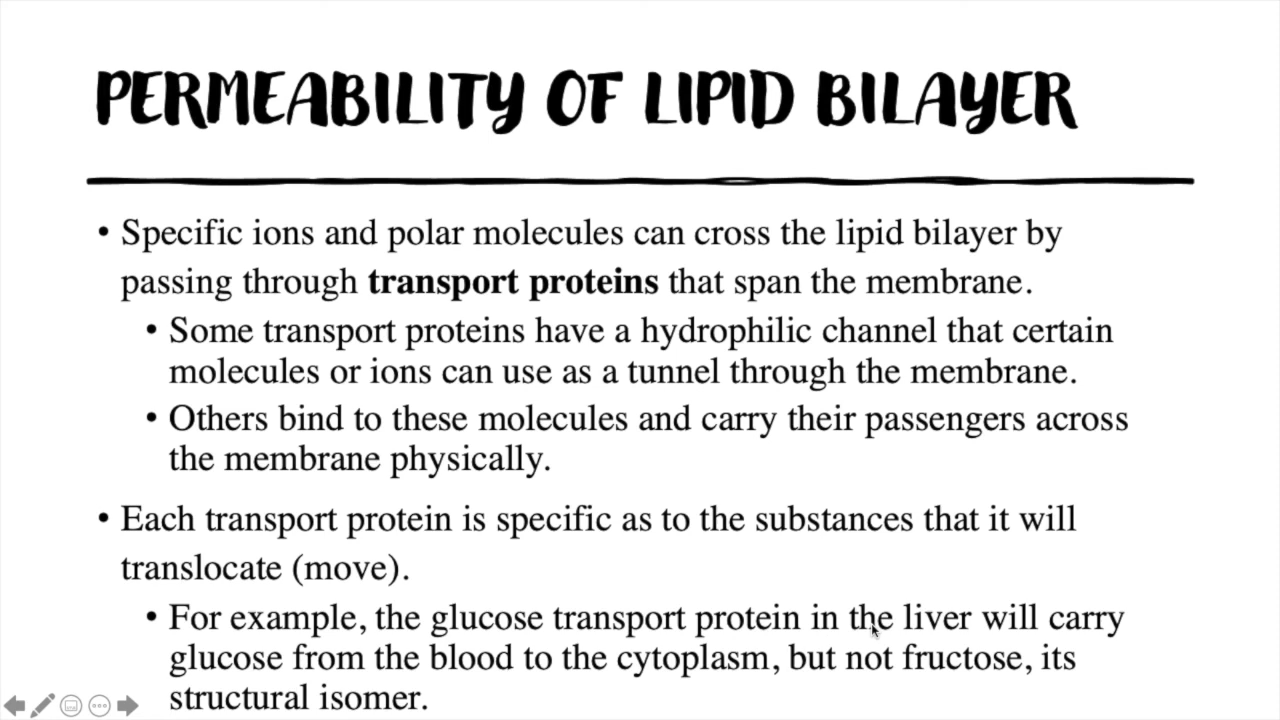 PERMEABILITY OF LIPID BILAYER
• Specific ions and polar molecules can cross the lipid bilayer by
passing through transport proteins that span the membrane.
• Some transport proteins have a hydrophilic channel that certain
molecules or ions can use as a tunnel through the membrane.
• Others bind to these molecules and carry their passengers across
the membrane physically.
• Each transport protein is specific as to the substances that it will
translocate (move).
• For example, the glucose transport protein in the liver will carry
glucose from the blood to the cytoplasm, but not fructose, its
structural isomer.